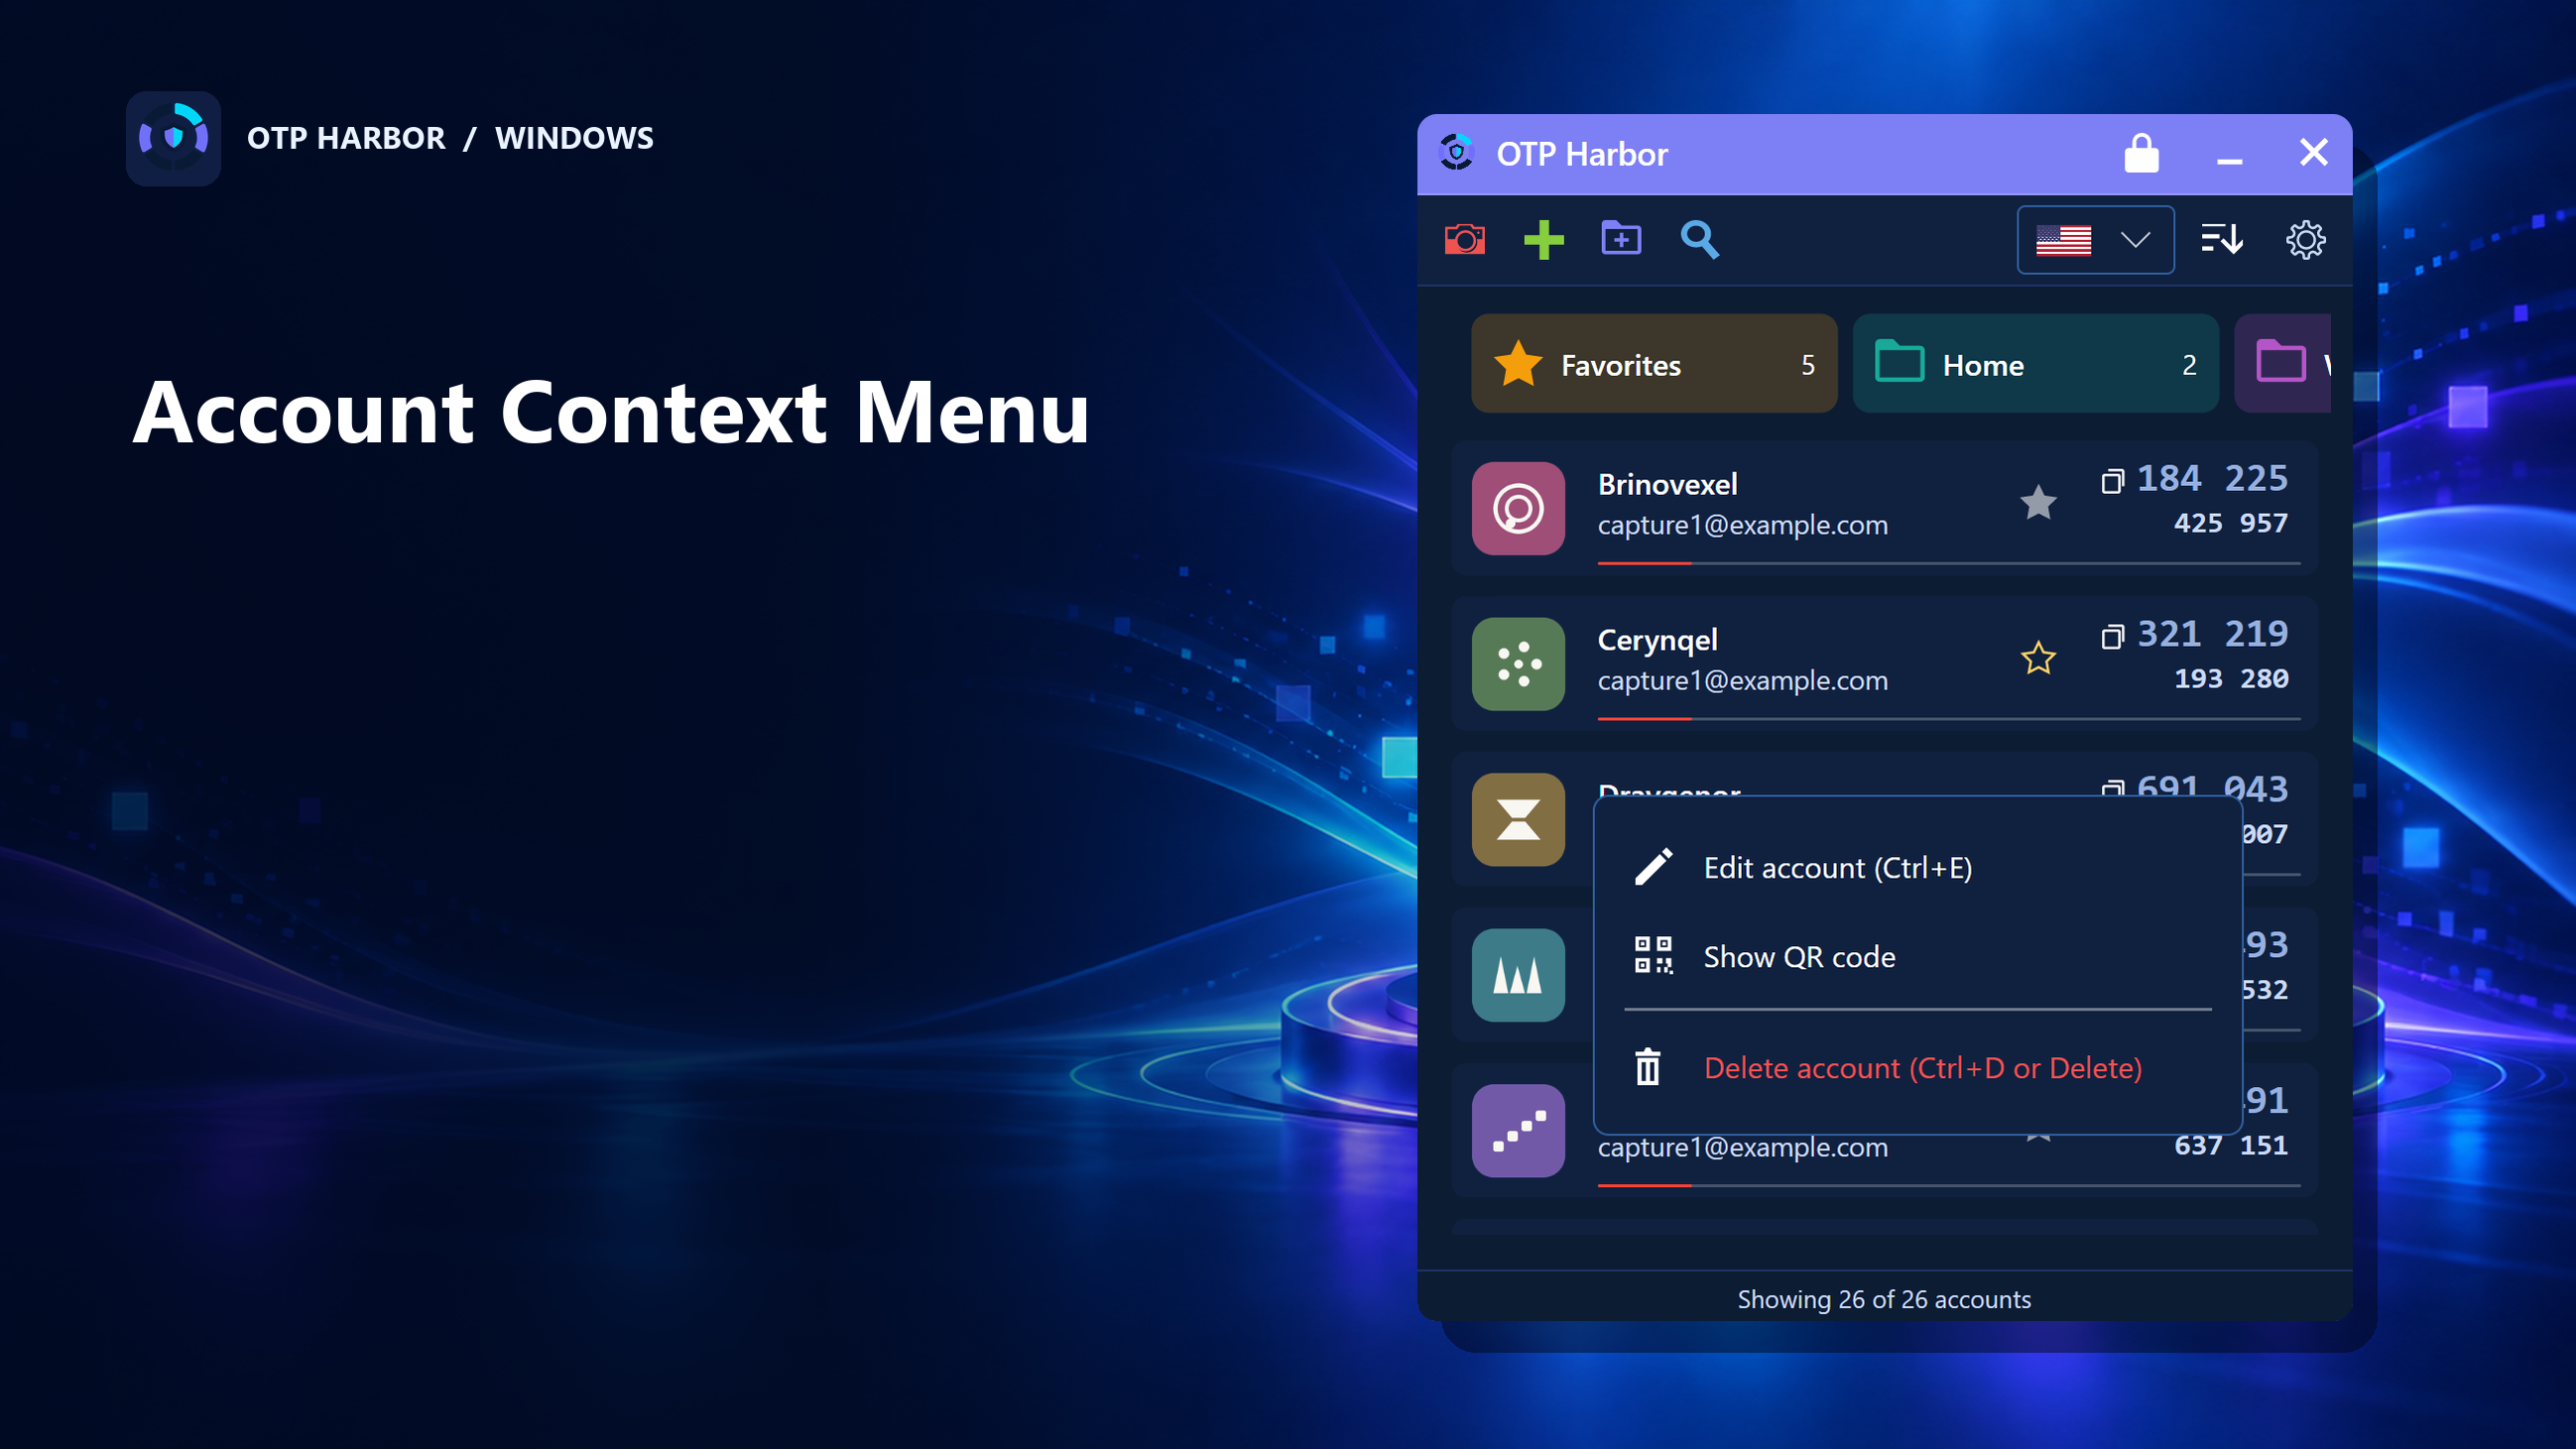 OTP HARBOR / WINDOWS
Account Context Menu
OTP Harbor
Favorites 5
Home 2
Brinovexel
184 225
capture1@example.com
425 957
Cerynqel
321 219
capture1@example.com
193 280
691 043
007
Edit account (Ctrl+E)
93
Show QR code
532
Delete account (Ctrl+D or Delete)
91
capture1@example.com
637 151
Showing 26 of 26 accounts